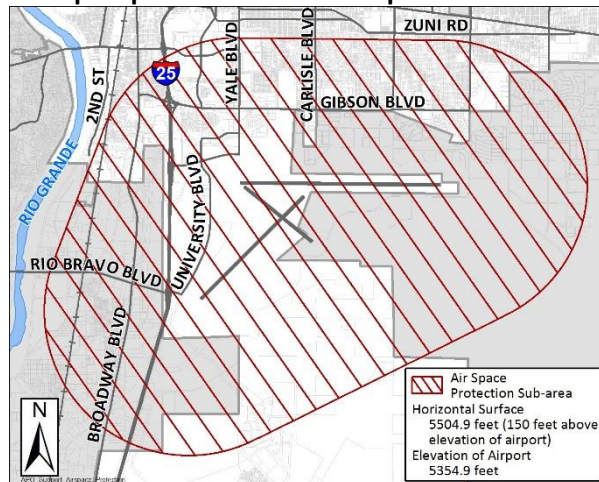 ZUNI RD
YALE BLVD
CARLISLE BLVD
25
2ND ST
GIBSON BLVD
RIO GRANDE
UNIVERSITY BLVD
RIO BRAVO BLVD
BROADWAY BLVD
Air Space
Protection Sub-area
Horizontal Surface
5504.9 feet (150 feet above
elevation of airport)
Elevation of Airport
5354.9 feet
N